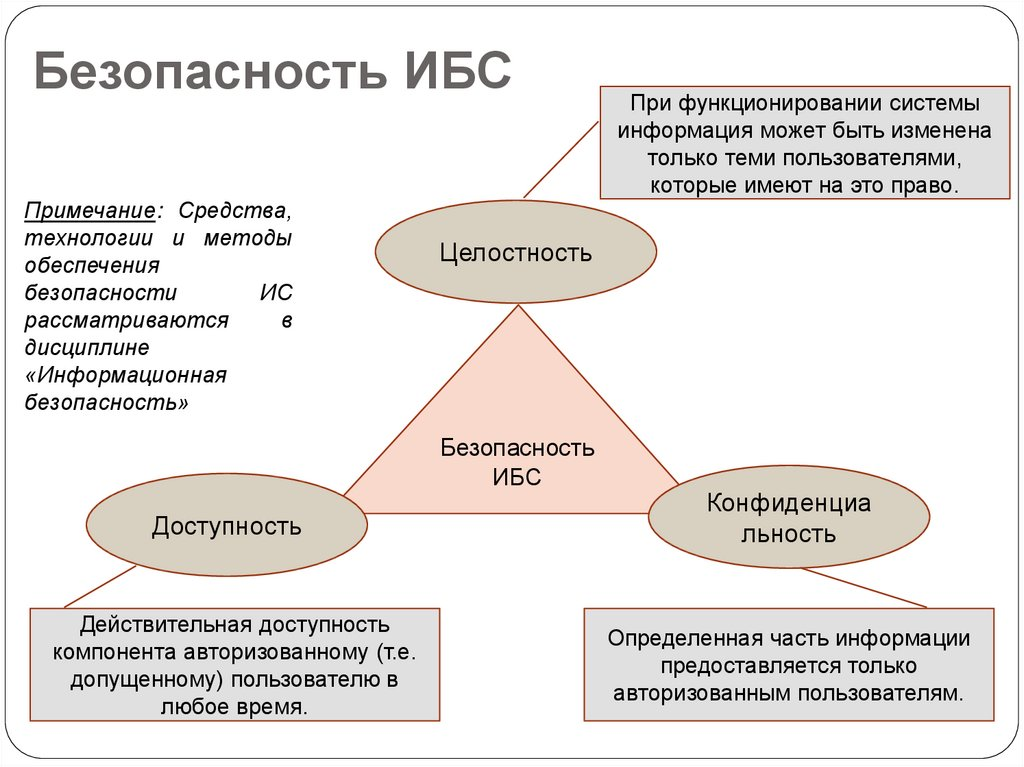 Безопасность ИБС
При функционировании системы
информация может быть изменена
только теми пользователями,
которые имеют на это право.
Примечание: Средства,
технологии и методы
обеспечения
безопасности ИС
рассматриваются в
дисциплине
«Информационная
безопасность»
Целостность
Безопасность
ИБС
Доступность
Конфиденциа
льность
Действительная доступность
компонента авторизованному (т.е.
допущенному) пользователю в
любое время.
Определенная часть информации
предоставляется только
авторизованным пользователям.